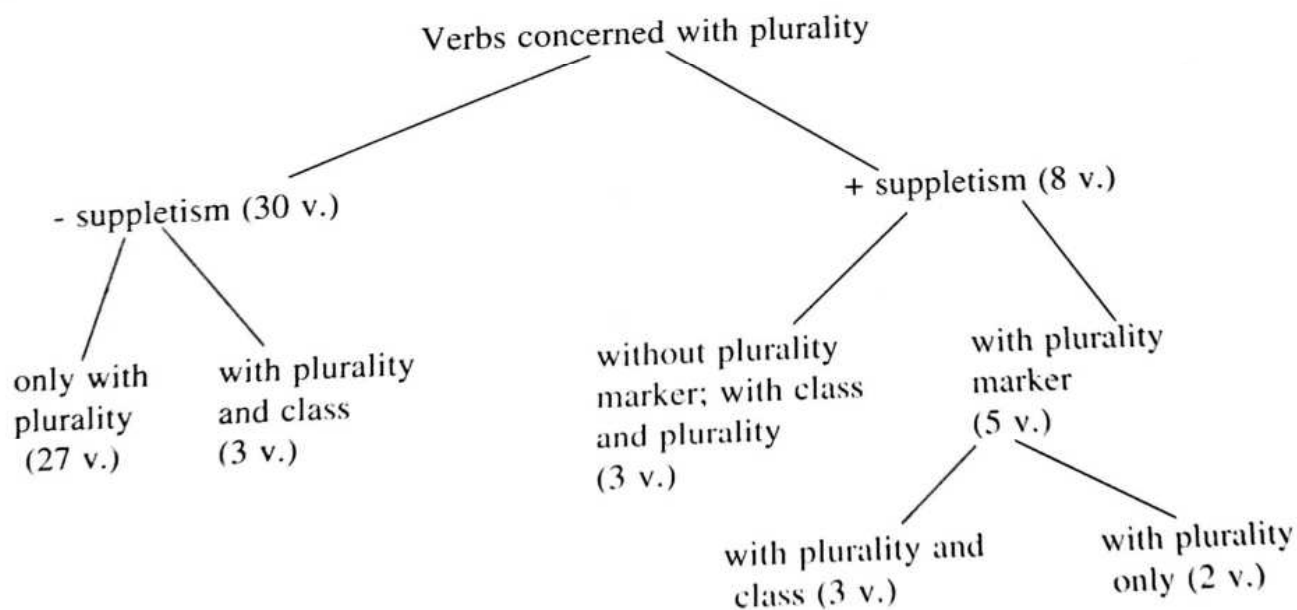 Verbs concerned with plurality
- suppletism (30 v.)
+ suppletism (8 v.)
only with
plurality
(27 v.)
with plurality
and class
(3 v.)
without plurality
marker; with class
and plurality
(3 v.)
with plurality
marker
(5 v.)
with plurality and
class (3 v.)
with plurality
only (2 v.)